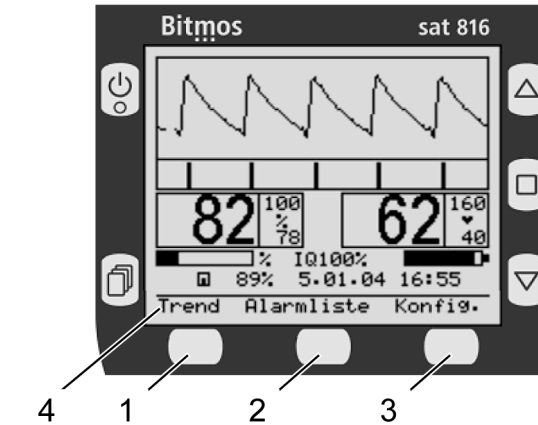 Bitmos sat 816
82 100 % 78 62 160 40
% IQ100%
89% 5.01.04 16:55
Trend Alarmliste Konfig.
4 1 2 3